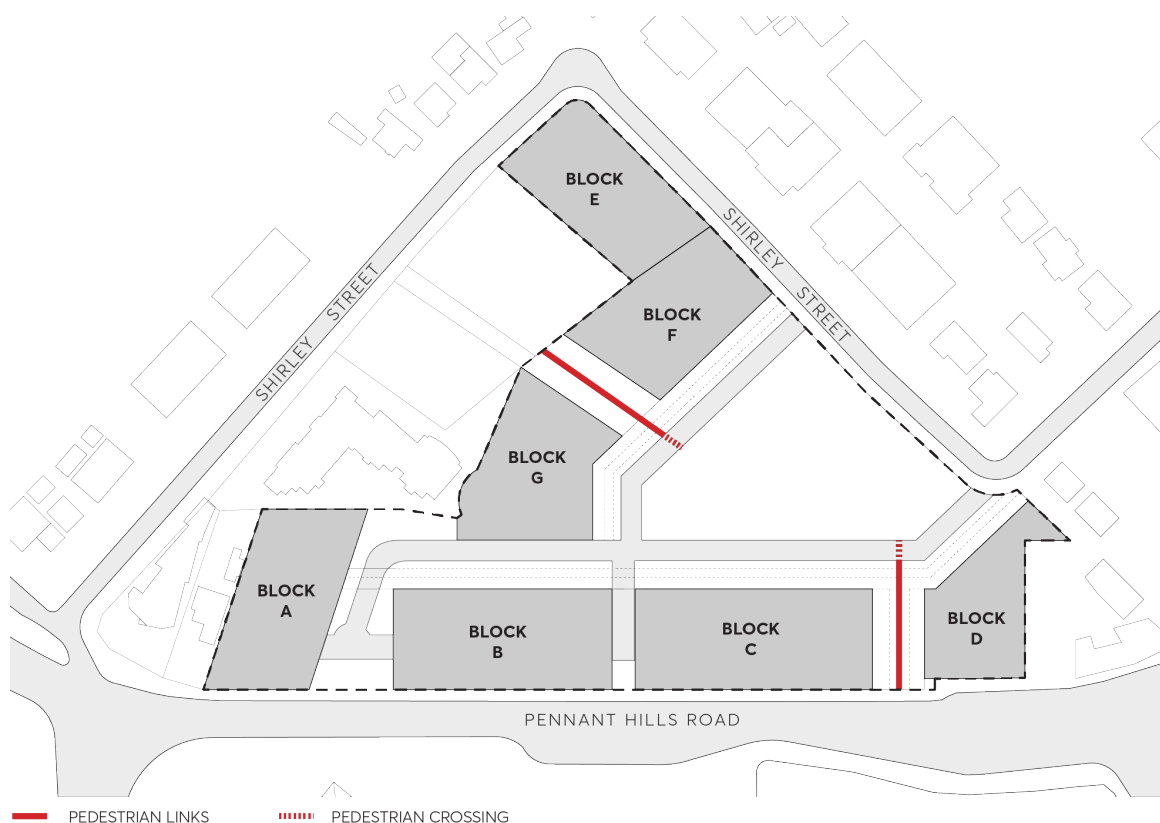 BLOCK
E
SHIRLEY STREET
SHIRLEY STREET
BLOCK
F
BLOCK
G
BLOCK
A
BLOCK
B
BLOCK
C
BLOCK
D
PENNANT HILLS ROAD
PEDESTRIAN LINKS
PEDESTRIAN CROSSING